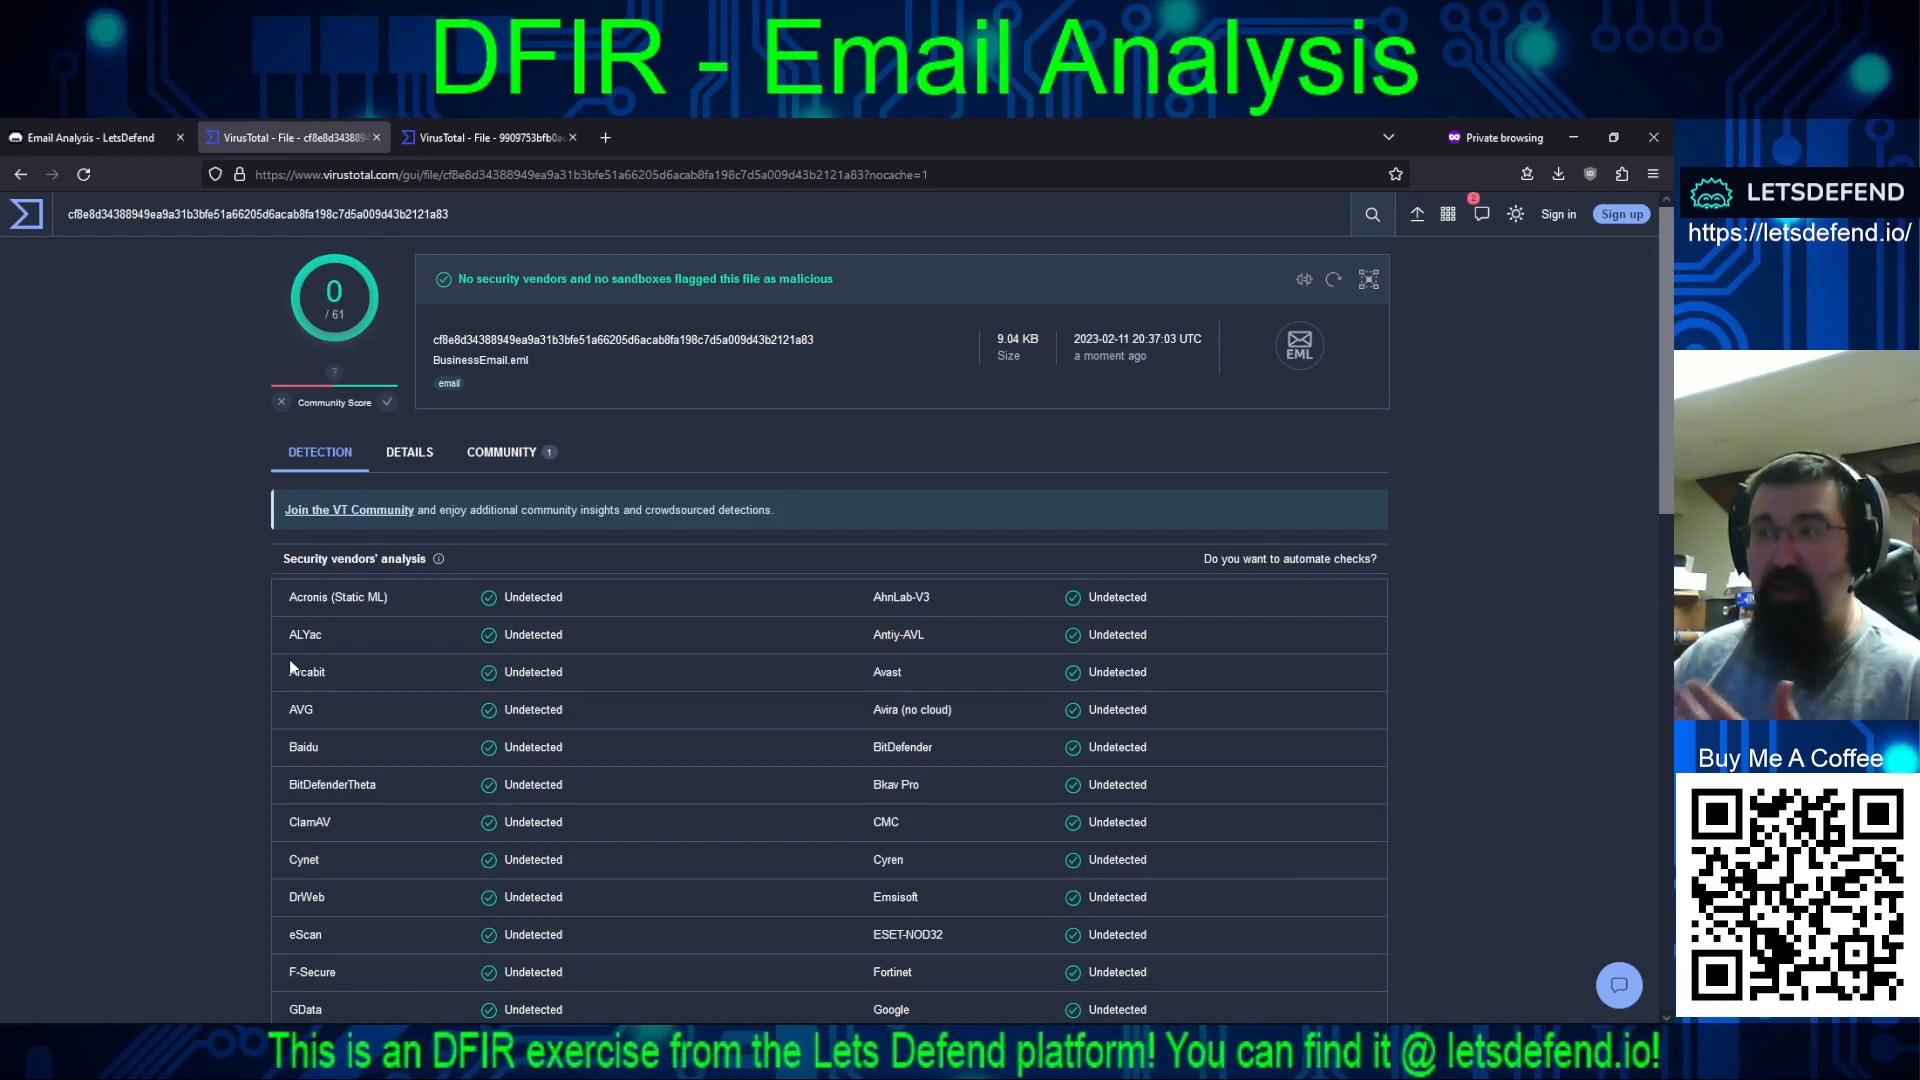 DFIR - Email Analysis
Email Analysis - LetsDefend
VirusTotal - File - cf8e8d343889
VirusTotal - File - 9909753bfb0a
Private browsing
https://www.virustotal.com/gui/file/cf8e8d34388949ea9a31b3bfe51a66205d6acab8fa198c7d5a009d43b2121a83?nocache=1
LETSDEFEND
https://letsdefend.io/
cf8e8d34388949ea9a31b3bfe51a66205d6acab8fa198c7d5a009d43b2121a83
2
Sign in
Sign up
0
/ 61
?
Community Score
No security vendors and no sandboxes flagged this file as malicious
cf8e8d34388949ea9a31b3bfe51a66205d6acab8fa198c7d5a009d43b2121a83
BusinessEmail.eml
email
9.04 KB
Size
2023-02-11 20:37:03 UTC
a moment ago
EML
DETECTION
DETAILS
COMMUNITY 1
Join the VT Community and enjoy additional community insights and crowdsourced detections.
Security vendors' analysis
Do you want to automate checks?
Acronis (Static ML) Undetected AhnLab-V3 Undetected
ALYac Undetected Antiy-AVL Undetected
Arcabit Undetected Avast Undetected
AVG Undetected Avira (no cloud) Undetected
Baidu Undetected BitDefender Undetected
BitDefenderTheta Undetected Bkav Pro Undetected
ClamAV Undetected CMC Undetected
Cynet Undetected Cyren Undetected
DrWeb Undetected Emsisoft Undetected
eScan Undetected ESET-NOD32 Undetected
F-Secure Undetected Fortinet Undetected
GData Undetected Google Undetected
Buy Me A Coffee
This is an DFIR exercise from the Lets Defend platform! You can find it @ letsdefend.io!